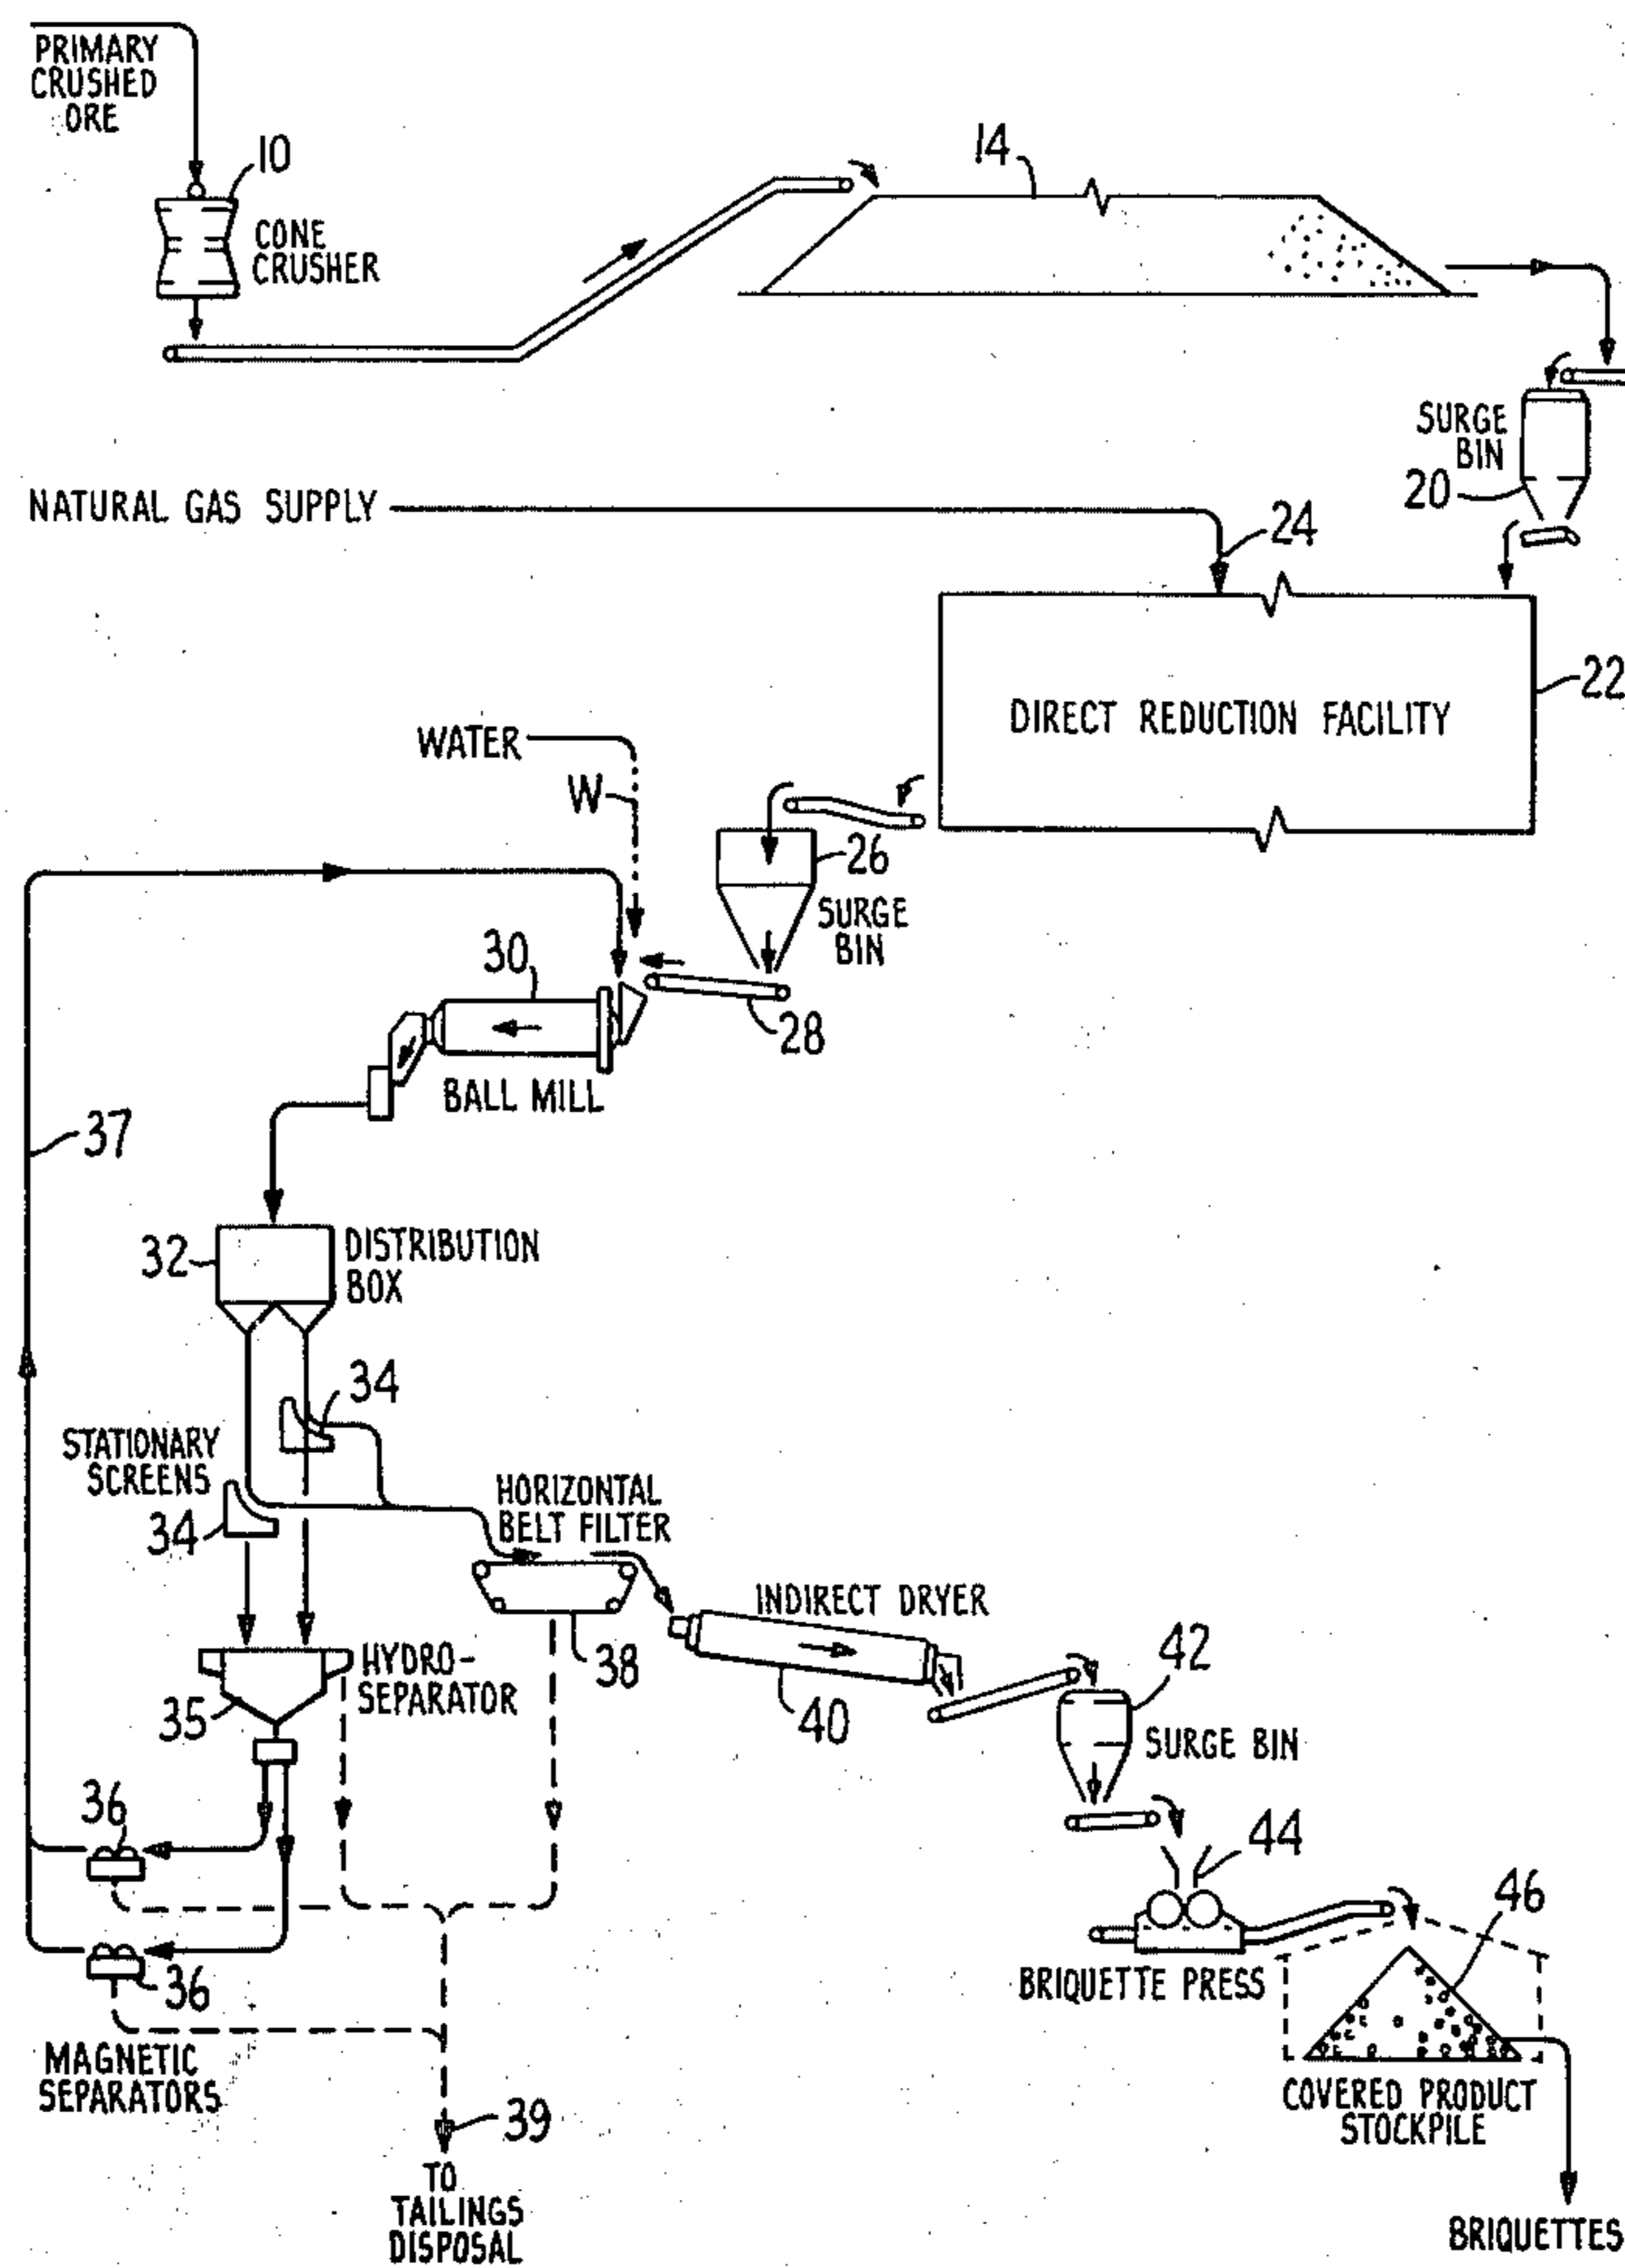 PRIMARY
CRUSHED
ORE
10
CONE
CRUSHER
14
SURGE
BIN
20
NATURAL GAS SUPPLY
24
22
DIRECT REDUCTION FACILITY
WATER
W
26
SURGE
BIN
30
28
BALL MILL
37
32
DISTRIBUTION
BOX
34
STATIONARY
SCREENS
34
HORIZONTAL
BELT FILTER
INDIRECT DRYER
38
HYDRO-
SEPARATOR
35
40
42
SURGE BIN
36
44
46
36
BRIQUETTE PRESS
MAGNETIC
SEPARATORS
COVERED PRODUCT
STOCKPILE
39
TO
TAILINGS
DISPOSAL
BRIQUETTES